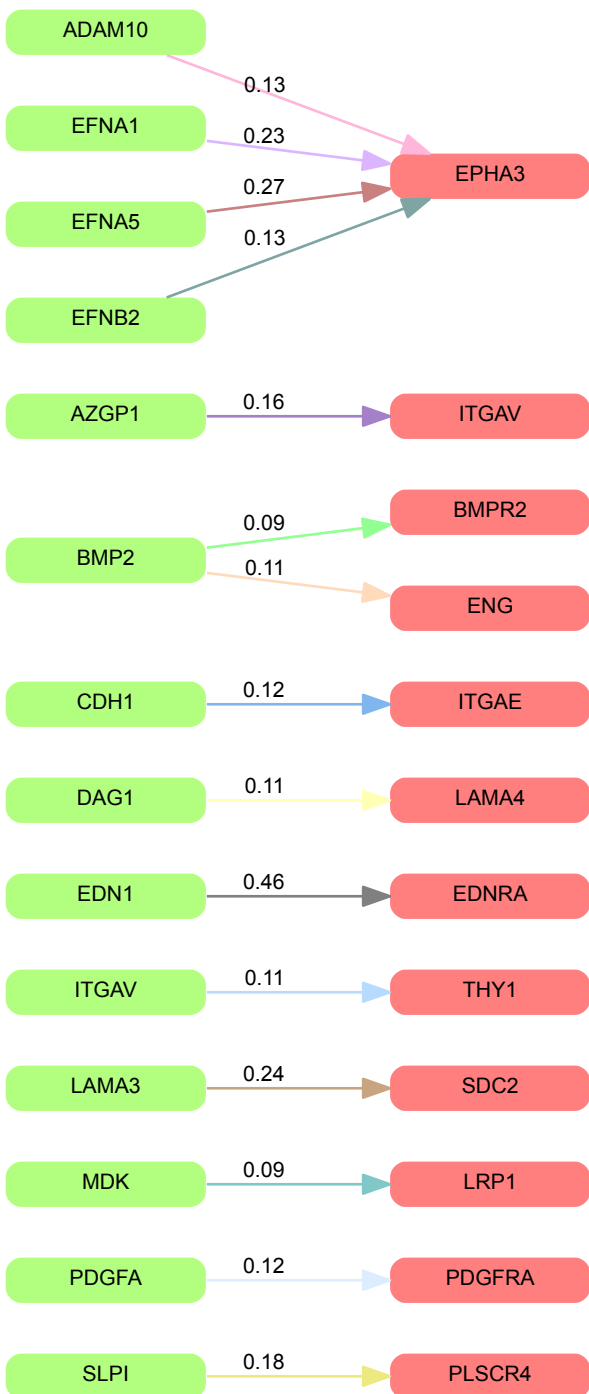 ADAM10
0.13
EFNA1
0.23
EPHA3
0.27
EFNA5
0.13
EFNB2
AZGP1 0.16 ITGAV
BMPR2
0.09
BMP2
0.11
ENG
CDH1 0.12 ITGAE
DAG1 0.11 LAMA4
EDN1 0.46 EDNRA
ITGAV 0.11 THY1
LAMA3 0.24 SDC2
MDK 0.09 LRP1
PDGFA 0.12 PDGFRA
SLPI 0.18 PLSCR4